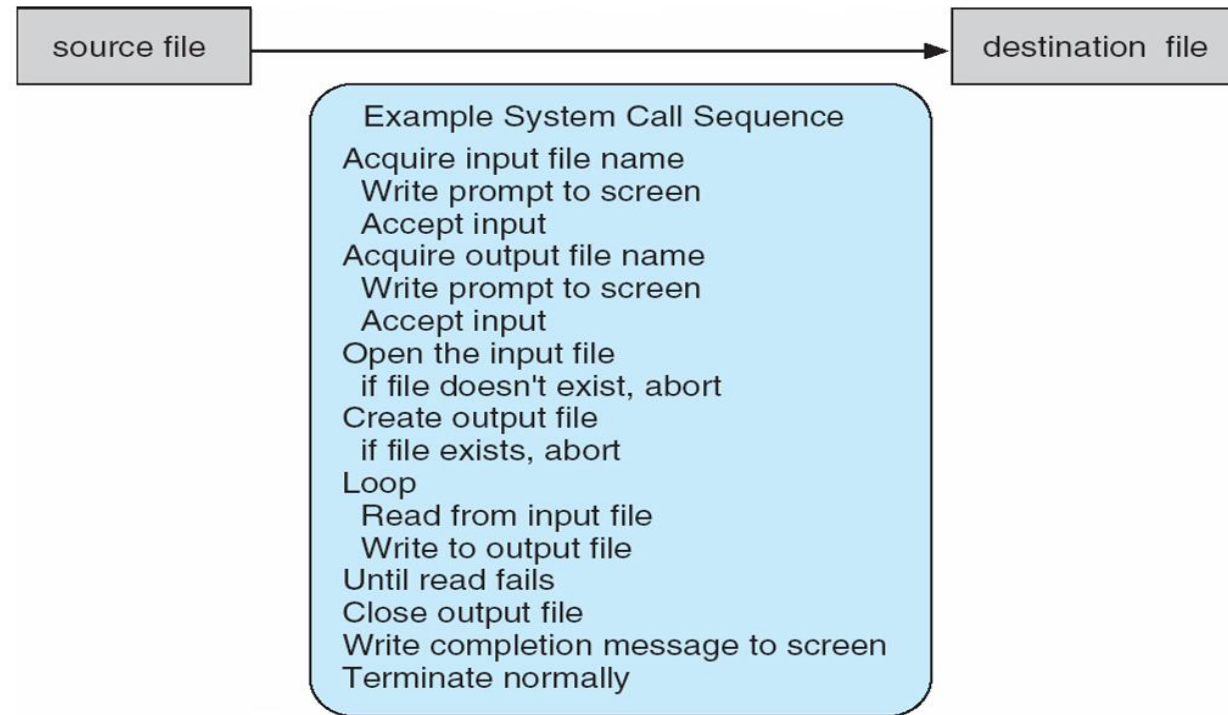 source file
destination file
Example System Call Sequence
Acquire input file name
Write prompt to screen
Accept input
Acquire output file name
Write prompt to screen
Accept input
Open the input file
if file doesn't exist, abort
Create output file
if file exists, abort
Loop
Read from input file
Write to output file
Until read fails
Close output file
Write completion message to screen
Terminate normally